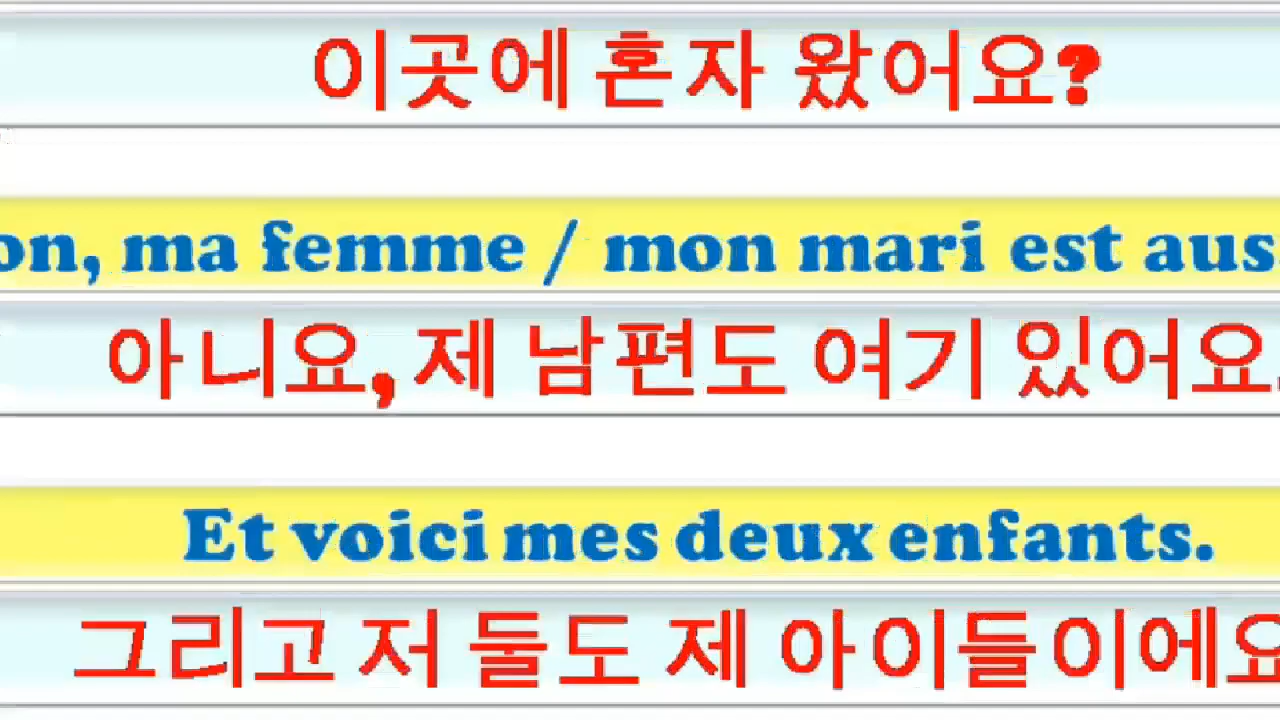 이곳에 혼자 왔어요?
on, ma femme / mon mari est aus
아니요, 제 남편도 여기 있어요.
Et voici mes deux enfants.
그리고 저 둘도 제 아이들이에요